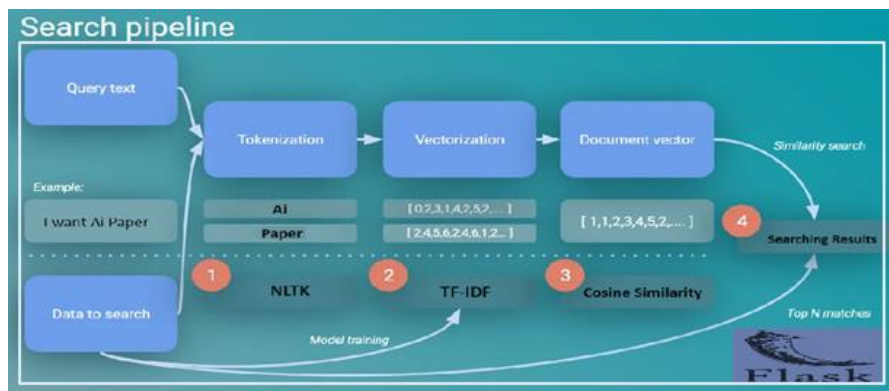 Search pipeline
Query text
Tokenization
Vectorization
Document vector
Similarity search
Example:
I want Ai Paper
Ai
Paper
[ 0.2,3,1,4,2,5,2,.... ]
[ 2,4,5,6,2,4,6,1,2... ]
[ 1,1,2,3,4,5,2,.... ]
4
Searching Results
1
NLTK
2
TF-IDF
3
Cosine Similarity
Data to search
Model training
Top N matches
Flask